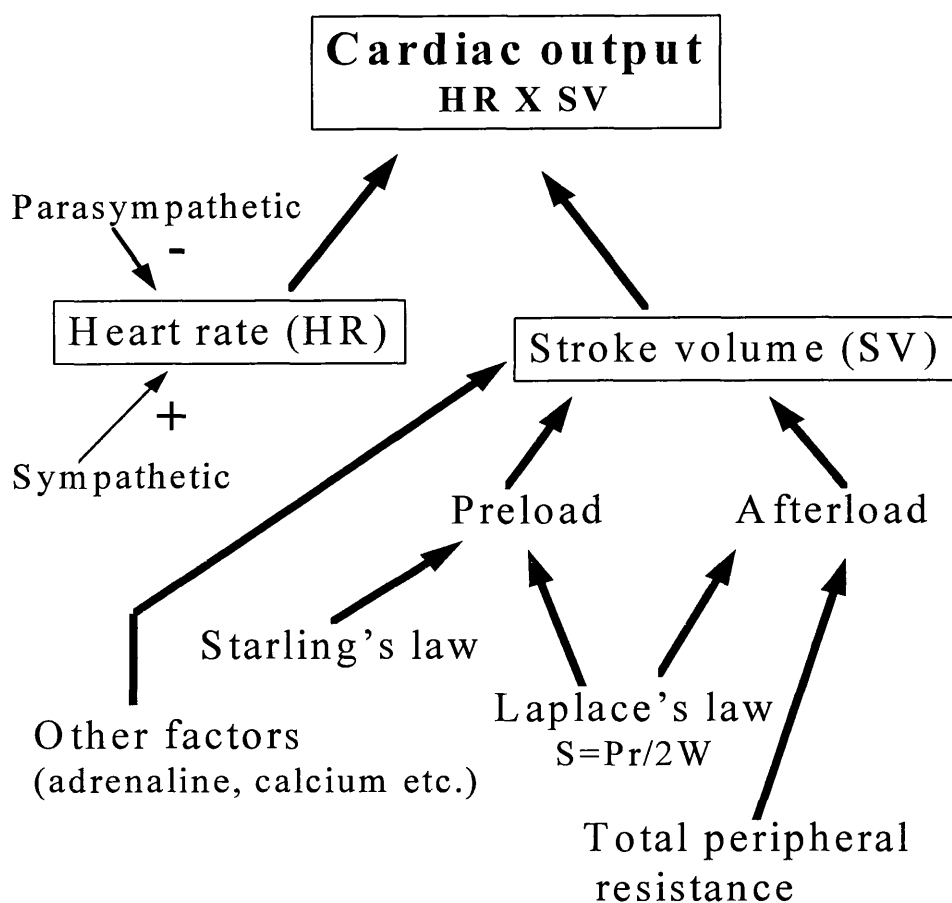 Cardiac output
HR X SV
Parasympathetic
-
Heart rate (HR)
Stroke volume (SV)
+
Sympathetic
Preload
Afterload
Starling's law
Laplace's law
S=Pr/2W
Other factors
(adrenaline, calcium etc.)
Total peripheral
resistance